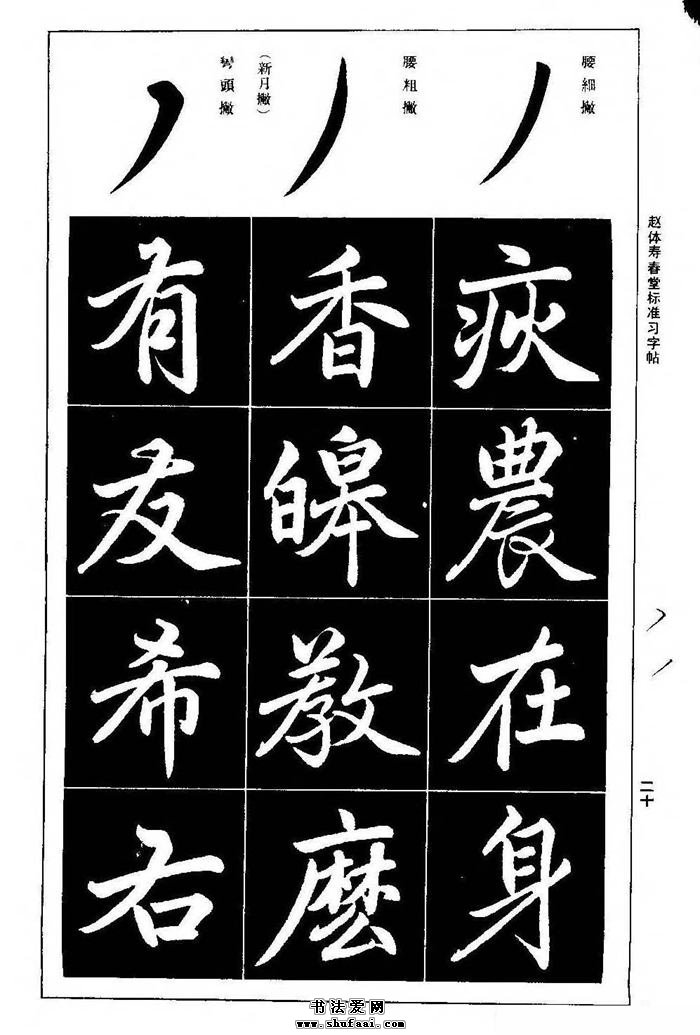 赵体寿春堂标准习字帖
二十
腰細撇
疢農在身
腰粗撇
香皞教麽
(新月撇)
彎頭撇
有友希右
书法爱网
www.shufaai.com